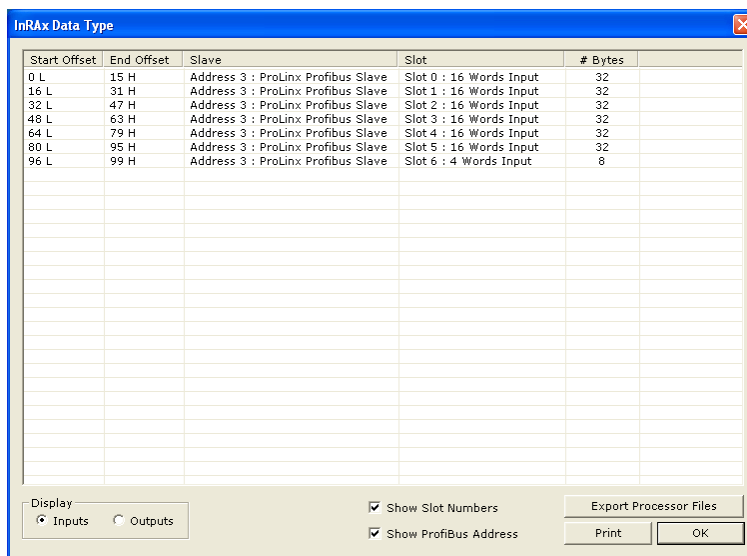 InRAx Data Type
Start Offset End Offset Slave Slot # Bytes
0 L 15 H Address 3 : ProLinx Profibus Slave Slot 0 : 16 Words Input 32
16 L 31 H Address 3 : ProLinx Profibus Slave Slot 1 : 16 Words Input 32
32 L 47 H Address 3 : ProLinx Profibus Slave Slot 2 : 16 Words Input 32
48 L 63 H Address 3 : ProLinx Profibus Slave Slot 3 : 16 Words Input 32
64 L 79 H Address 3 : ProLinx Profibus Slave Slot 4 : 16 Words Input 32
80 L 95 H Address 3 : ProLinx Profibus Slave Slot 5 : 16 Words Input 32
96 L 99 H Address 3 : ProLinx Profibus Slave Slot 6 : 4 Words Input 8
Display
Inputs Outputs
Show Slot Numbers
Show ProfiBus Address
Export Processor Files
Print OK